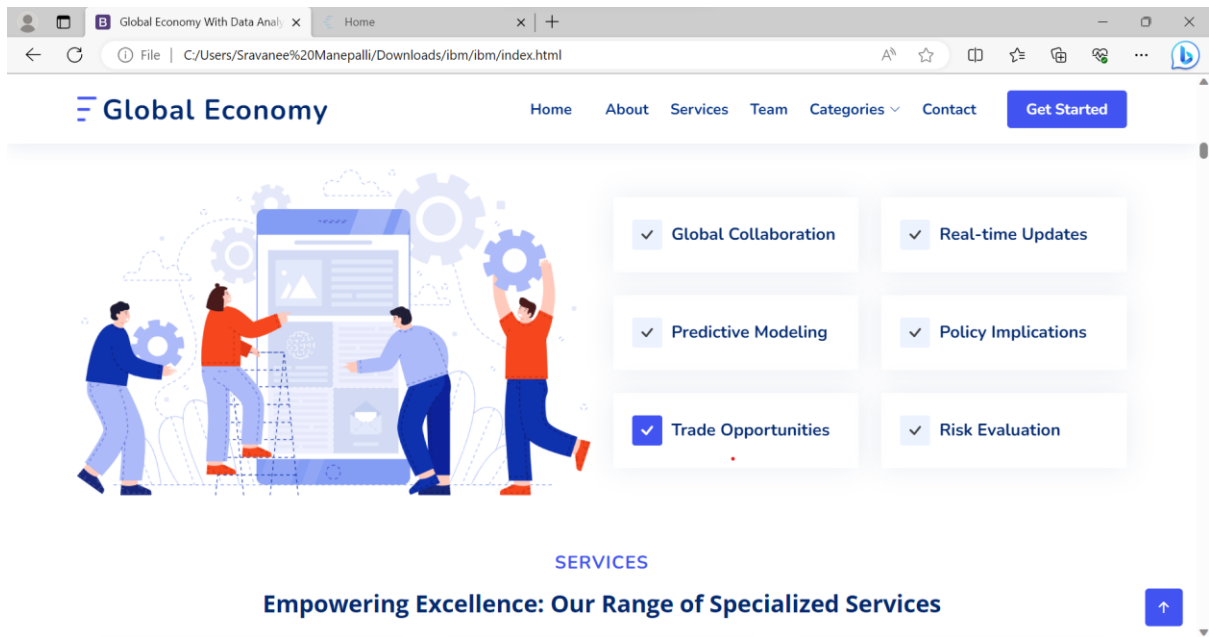 Global Economy With Data Analy
Home
File | C:/Users/Sravanee%20Manepalli/Downloads/ibm/ibm/index.html
Global Economy
Home About Services Team Categories Contact Get Started
Global Collaboration
Real-time Updates
Predictive Modeling
Policy Implications
Trade Opportunities
Risk Evaluation
SERVICES
Empowering Excellence: Our Range of Specialized Services